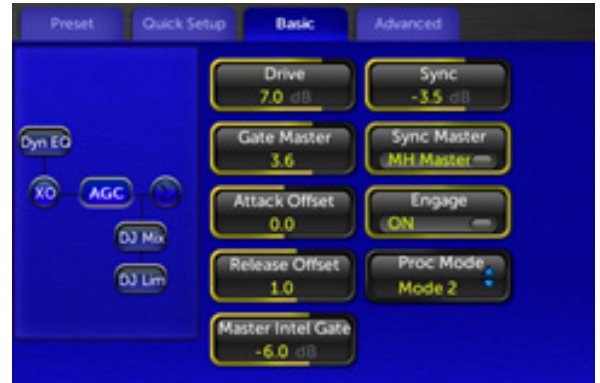 Preset Quick Setup Basic Advanced
Drive
7.0 dB
Sync
-3.5 dB
Dyn EQ
Gate Master
3.6
Sync Master
MH Master
XO AGC
Attack Offset
0.0
Engage
ON
DJ Mix
DJ Lim
Release Offset
1.0
Proc Mode
Mode 2
Master Intel Gate
-6.0 dB